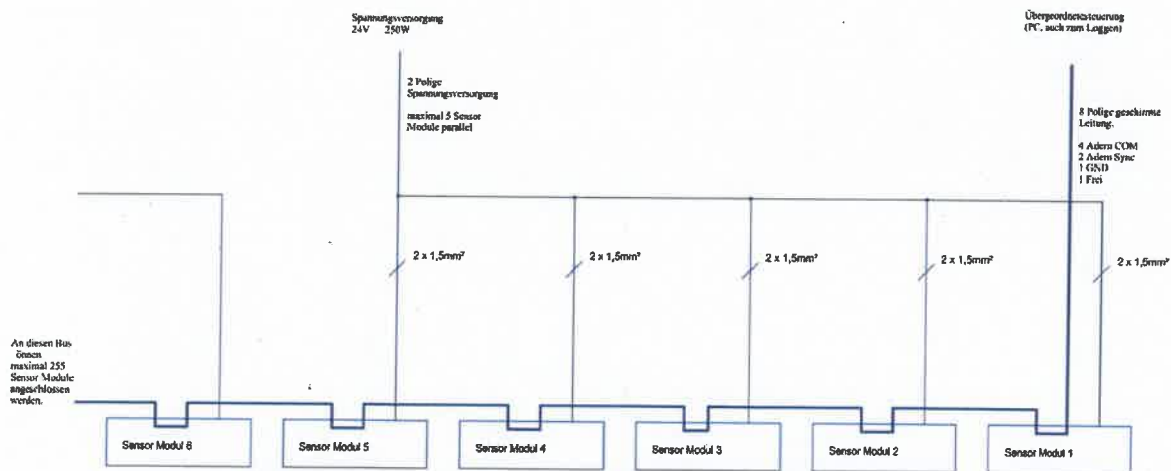 Spannungsversorgung
24V 250W
2 Polige
Spannungsversorgung
maximal 5 Sensor
Module parallel
Übergeordnetesteuerung
(PC, auch zum Loggen)
8 Polige geschirmte
Leitung.
4 Adern COM
2 Adern Sync
1 GND
1 Frei
2 x 1,5mm²
2 x 1,5mm²
2 x 1,5mm²
2 x 1,5mm²
2 x 1,5mm²
An diesen Bus
önnen
maximal 255
Sensor Module
angeschlossen
werden.
Sensor Modul 6
Sensor Modul 5
Sensor Modul 4
Sensor Modul 3
Sensor Modul 2
Sensor Modul 1